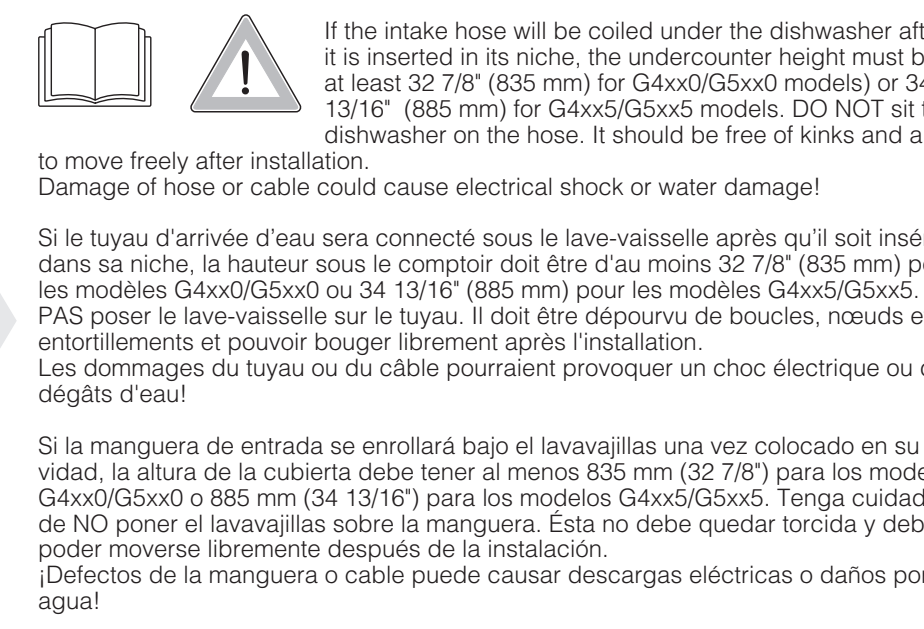 If the intake hose will be coiled under the dishwasher aft
it is inserted in its niche, the undercounter height must b
at least 32 7/8" (835 mm) for G4xx0/G5xx0 models) or 34
13/16"  (885 mm) for G4xx5/G5xx5 models. DO NOT sit t
dishwasher on the hose. It should be free of kinks and a
to move freely after installation.
Damage of hose or cable could cause electrical shock or water damage!
Si le tuyau d'arrivée d’eau sera connecté sous le lave-vaisselle après qu’il soit insé
dans sa niche, la hauteur sous le comptoir doit être d'au moins 32 7/8" (835 mm) po
les modèles G4xx0/G5xx0 ou 34 13/16" (885 mm) pour les modèles G4xx5/G5xx5.
PAS poser le lave-vaisselle sur le tuyau. Il doit être dépourvu de boucles, nœuds e
entortillements et pouvoir bouger librement après l'installation.
Les dommages du tuyau ou du câble pourraient provoquer un choc électrique ou d
dégâts d'eau!
Si la manguera de entrada se enrollará bajo el lavavajillas una vez colocado en su
vidad, la altura de la cubierta debe tener al menos 835 mm (32 7/8") para los mode
G4xx0/G5xx0 o 885 mm (34 13/16") para los modelos G4xx5/G5xx5. Tenga cuidad
de NO poner el lavavajillas sobre la manguera. Ésta no debe quedar torcida y deb
poder moverse libremente después de la instalación.
¡Defectos de la manguera o cable puede causar descargas eléctricas o daños por
agua!